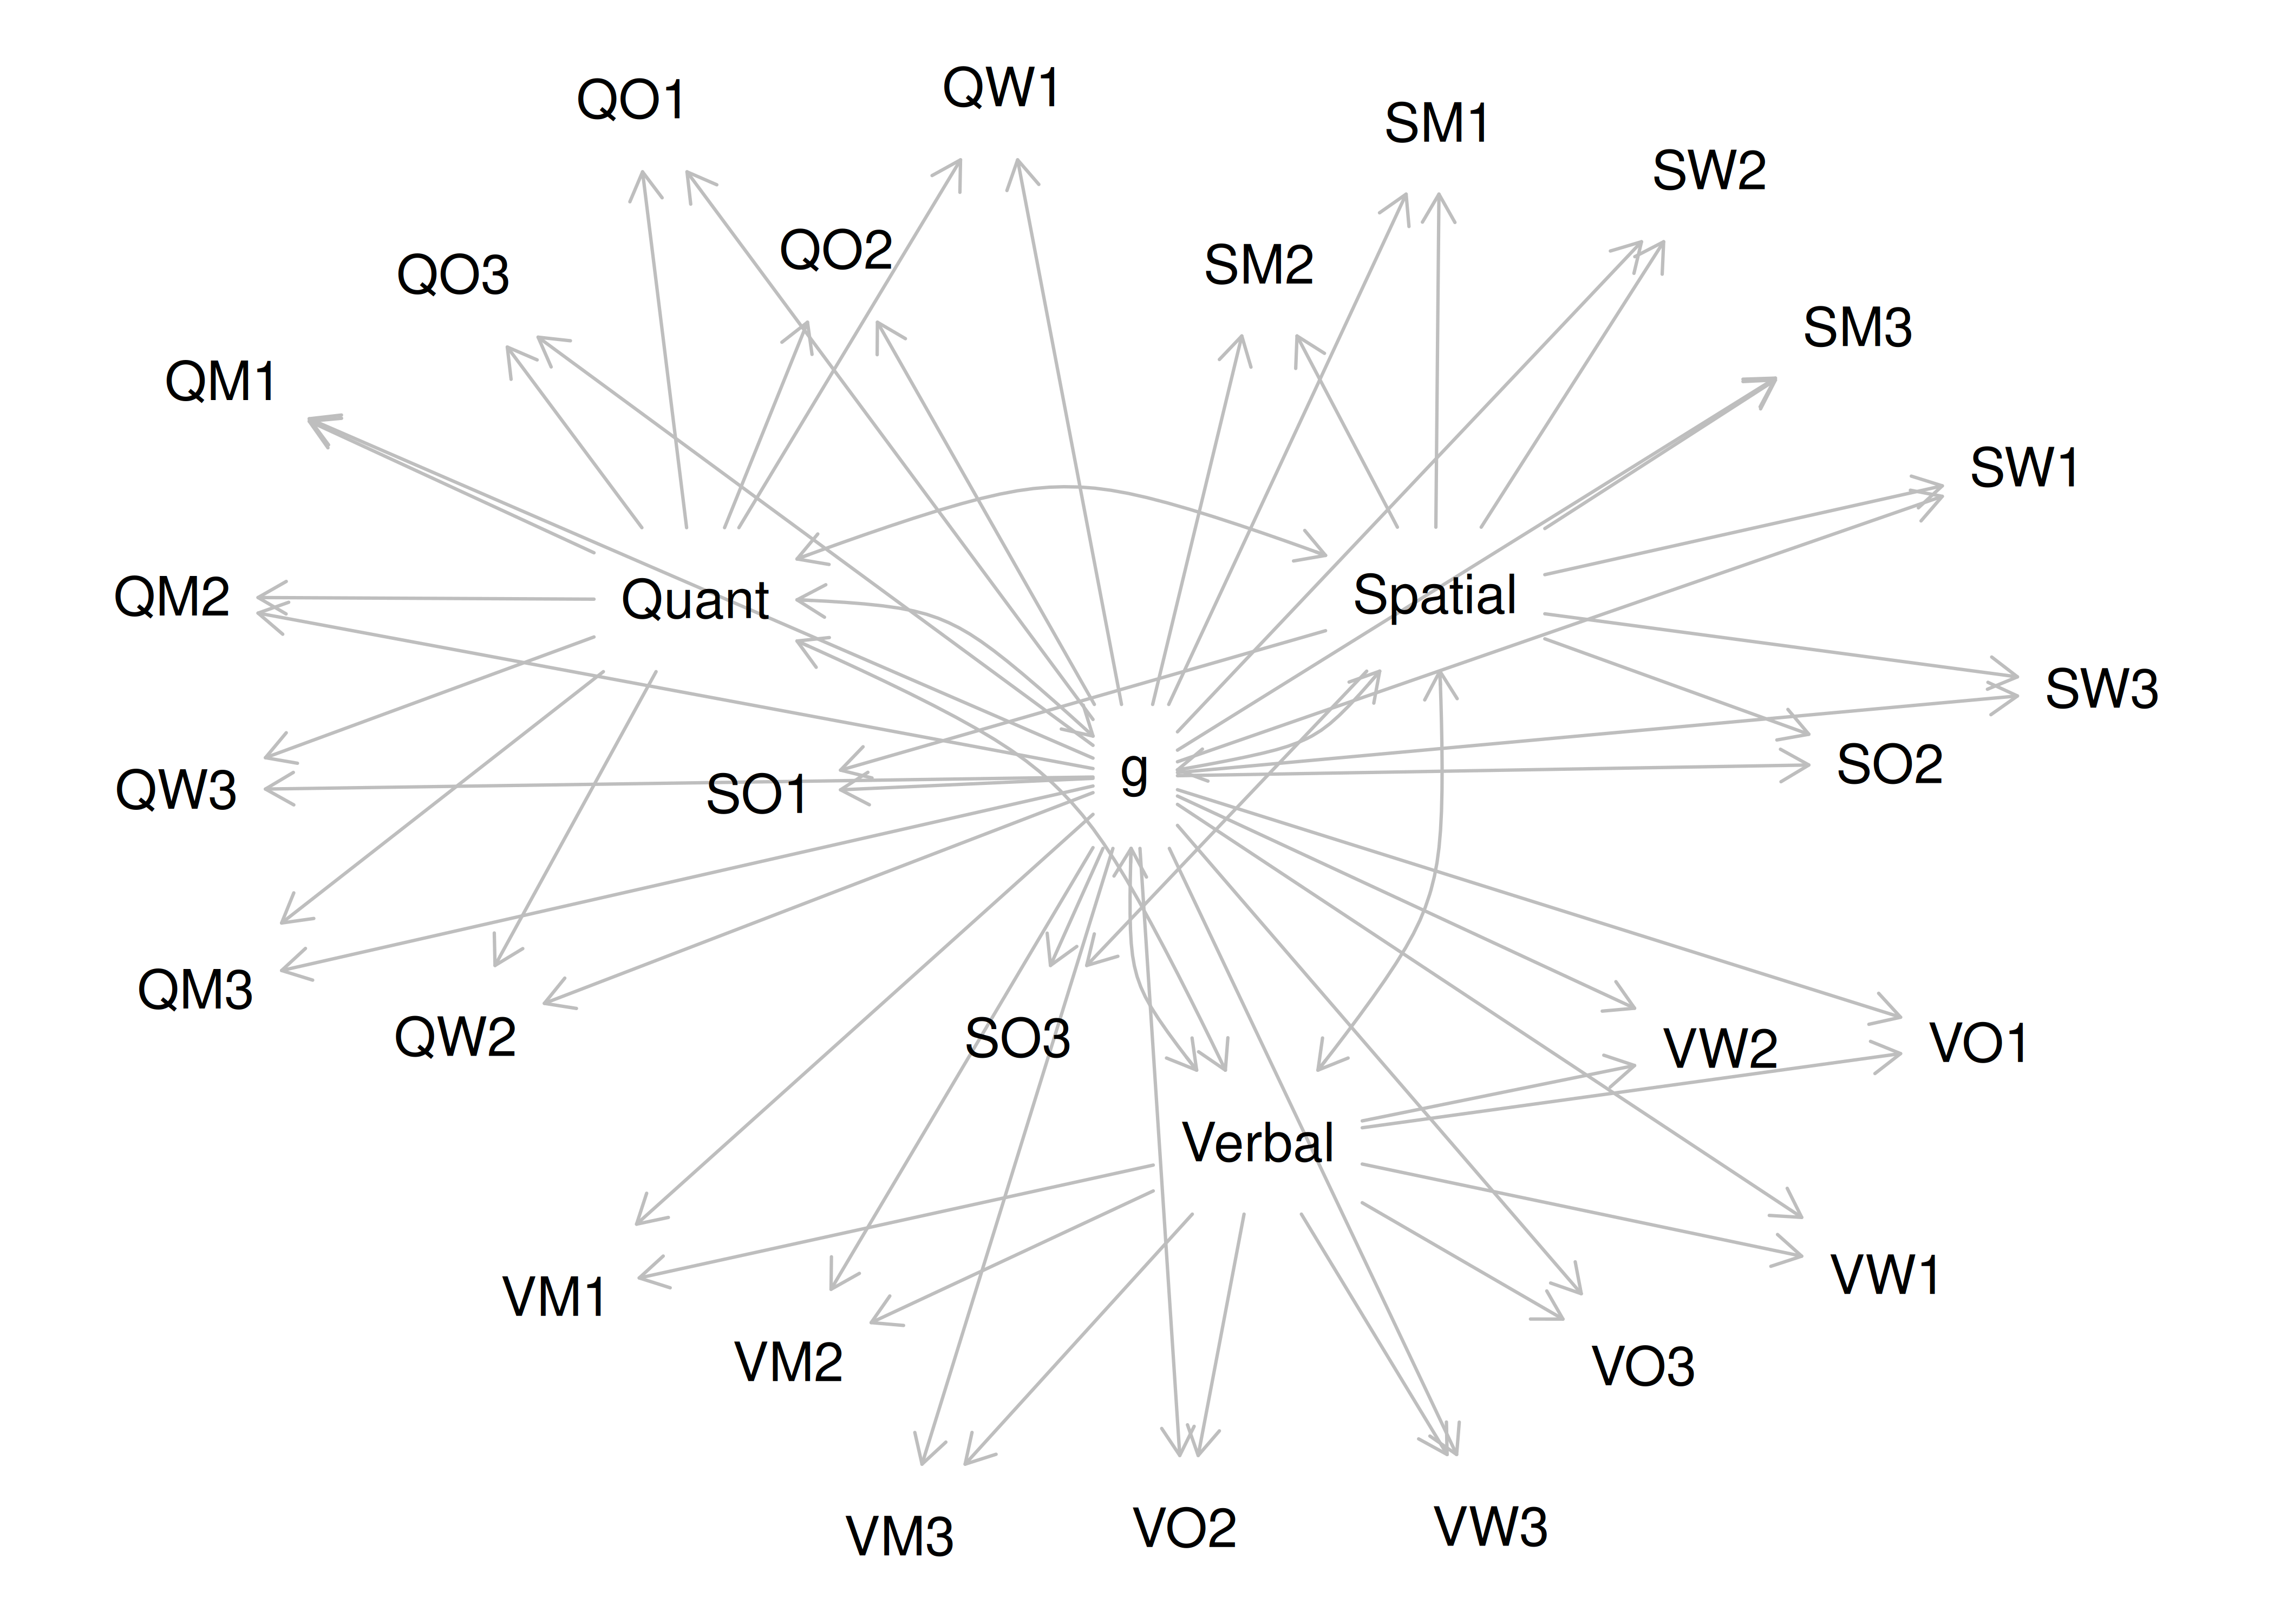 QW1
QO1
SM1
SW2
QO2
SM2
QO3
SM3
QM1
SW1
QM2
Quant
Spatial
SW3
SO2
g
QW3
SO1
QM3
QW2
SO3
VW2
VO1
Verbal
VW1
VM1
VM2
VO3
VM3
VO2
VW3